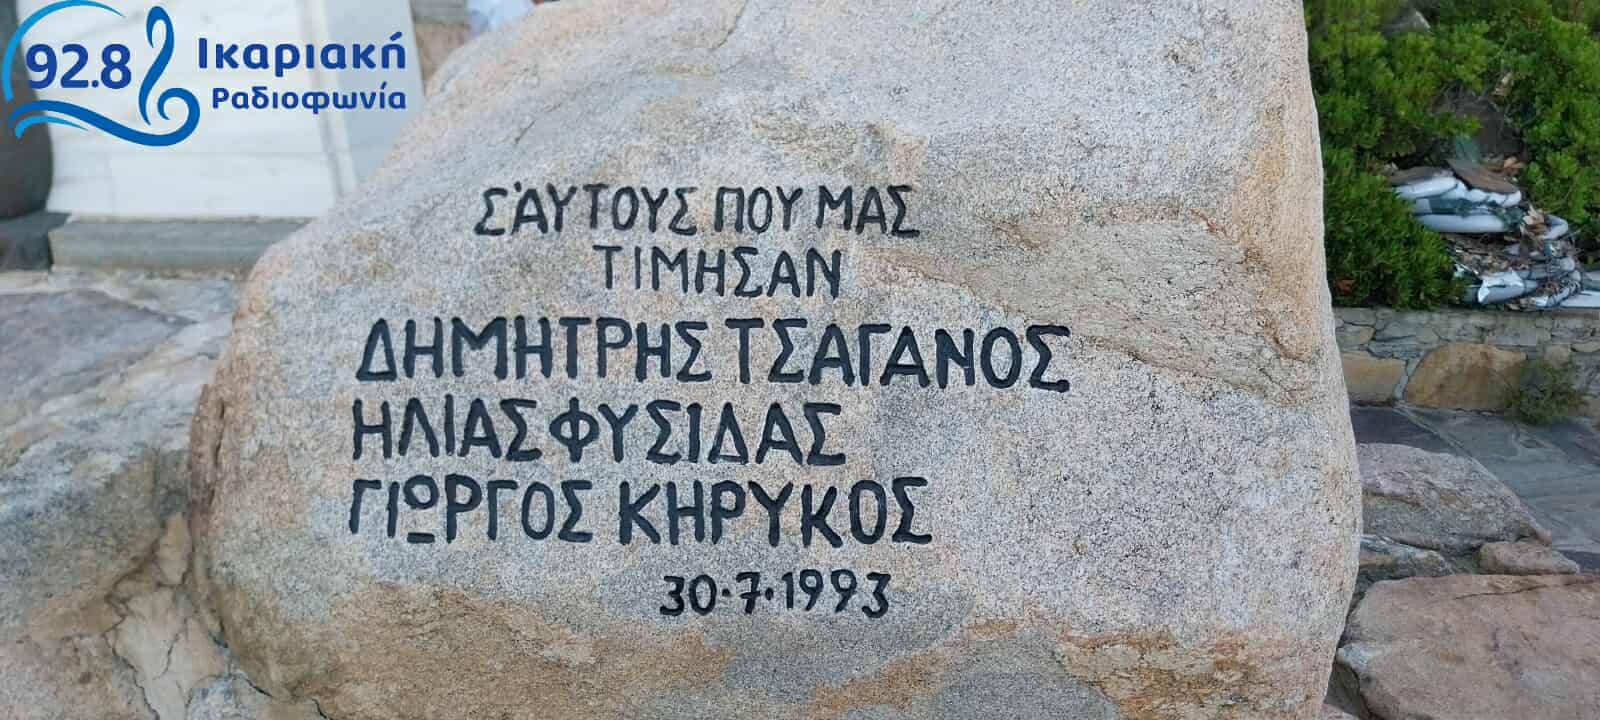 92.8 Ικαριακή
Ραδιοφωνία
Σ'ΑΥΤΟΥΣ ΠΟΥ ΜΑΣ
ΤΙΜΗΣΑΝ
ΔΗΜΗΤΡΗΣ ΤΣΑΓΑΝΟΣ
ΗΛΙΑΣ ΦΥΣΙΔΑΣ
ΓΙΩΡΓΟΣ ΚΗΡΥΚΟΣ
30·7·1993